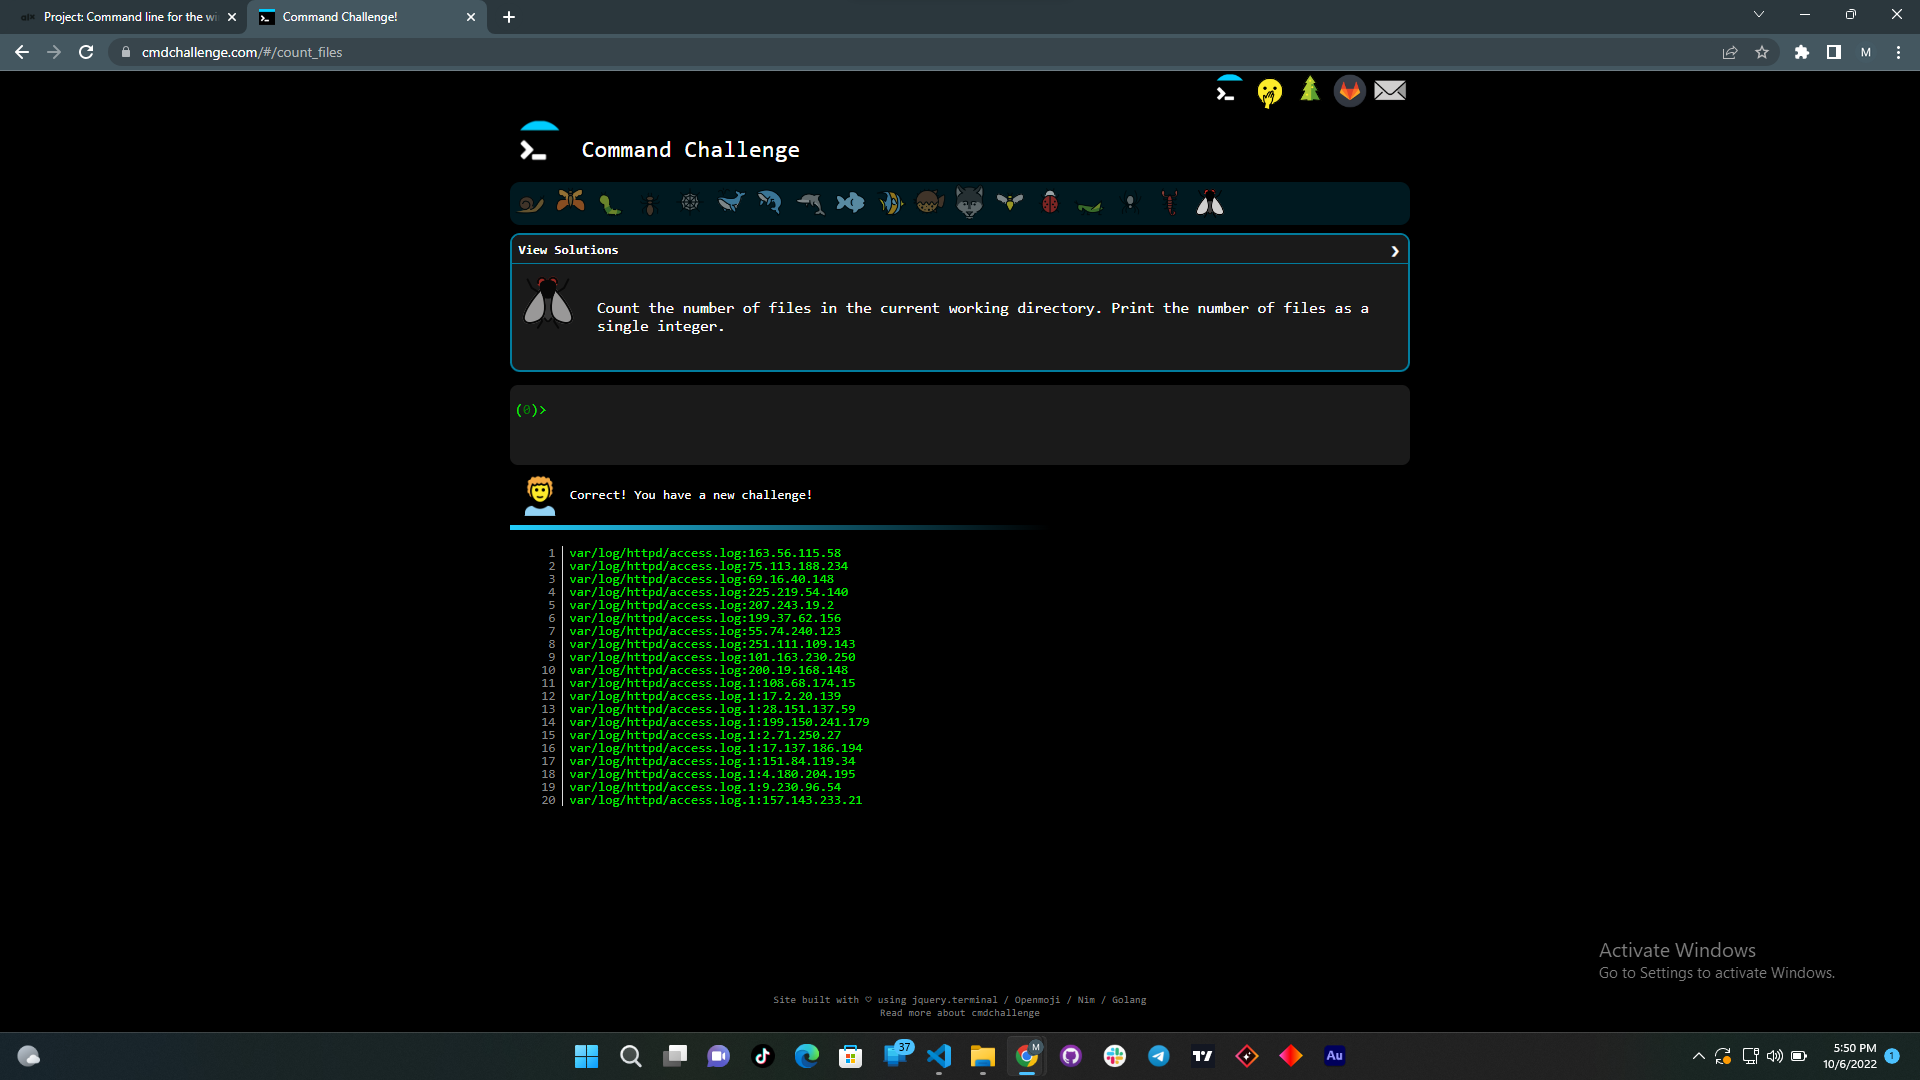 Project: Command line for the wi
Command Challenge!
cmdchallenge.com/#/count_files
M
Command Challenge
View Solutions
Count the number of files in the current working directory. Print the number of files as a
single integer.
(0)>
Correct! You have a new challenge!
1 var/log/httpd/access.log:163.56.115.58
2 var/log/httpd/access.log:75.113.188.234
3 var/log/httpd/access.log:69.16.40.148
4 var/log/httpd/access.log:225.219.54.140
5 var/log/httpd/access.log:207.243.19.2
6 var/log/httpd/access.log:199.37.62.156
7 var/log/httpd/access.log:55.74.240.123
8 var/log/httpd/access.log:251.111.109.143
9 var/log/httpd/access.log:101.163.230.250
10 var/log/httpd/access.log:200.19.168.148
11 var/log/httpd/access.log.1:108.68.174.15
12 var/log/httpd/access.log.1:17.2.20.139
13 var/log/httpd/access.log.1:28.151.137.59
14 var/log/httpd/access.log.1:199.150.241.179
15 var/log/httpd/access.log.1:2.71.250.27
16 var/log/httpd/access.log.1:17.137.186.194
17 var/log/httpd/access.log.1:151.84.119.34
18 var/log/httpd/access.log.1:4.180.204.195
19 var/log/httpd/access.log.1:9.230.96.54
20 var/log/httpd/access.log.1:157.143.233.21
Activate Windows
Go to Settings to activate Windows.
Site built with ♡ using jquery.terminal / Openmoji / Nim / Golang
Read more about cmdchallenge
37
M
Au
5:50 PM
10/6/2022
1